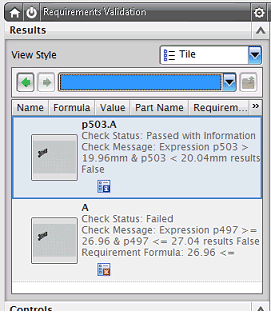 Requirements Validation
Results
View Style
Tile
Name Formula Value Part Name Requirem... »
p503.A
Check Status: Passed with Information
Check Message: Expression p503 >
19.96mm & p503 < 20.04mm results
False
A
Check Status: Failed
Check Message: Expression p497 >=
26.96 & p497 <= 27.04 results False
Requirement Formula: 26.96 <=
Controls